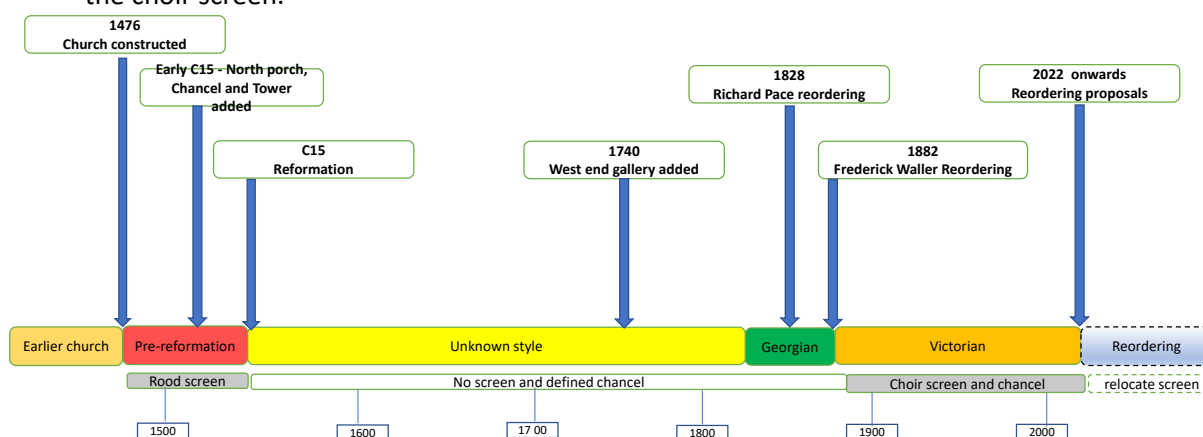 the choir screen.
1476
Church constructed
Early C15 - North porch,
Chancel and Tower
added
C15
Reformation
1740
West end gallery added
1828
Richard Pace reordering
1882
Frederick Waller Reordering
2022 onwards
Reordering proposals
Earlier church
Pre-reformation
Unknown style
Georgian
Victorian
Reordering
Rood screen
No screen and defined chancel
Choir screen and chancel
relocate screen
1500
1600
17 00
1800
1900
2000